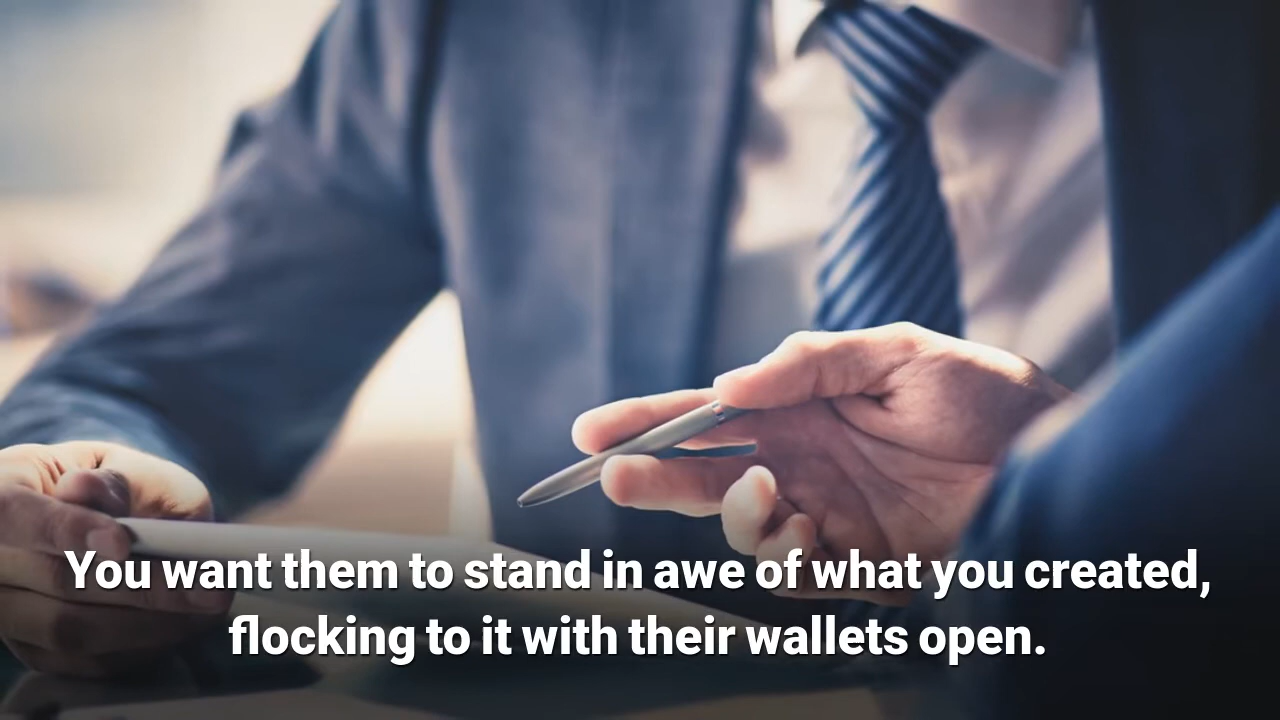 You want them to stand in awe of what you created,
flocking to it with their wallets open.